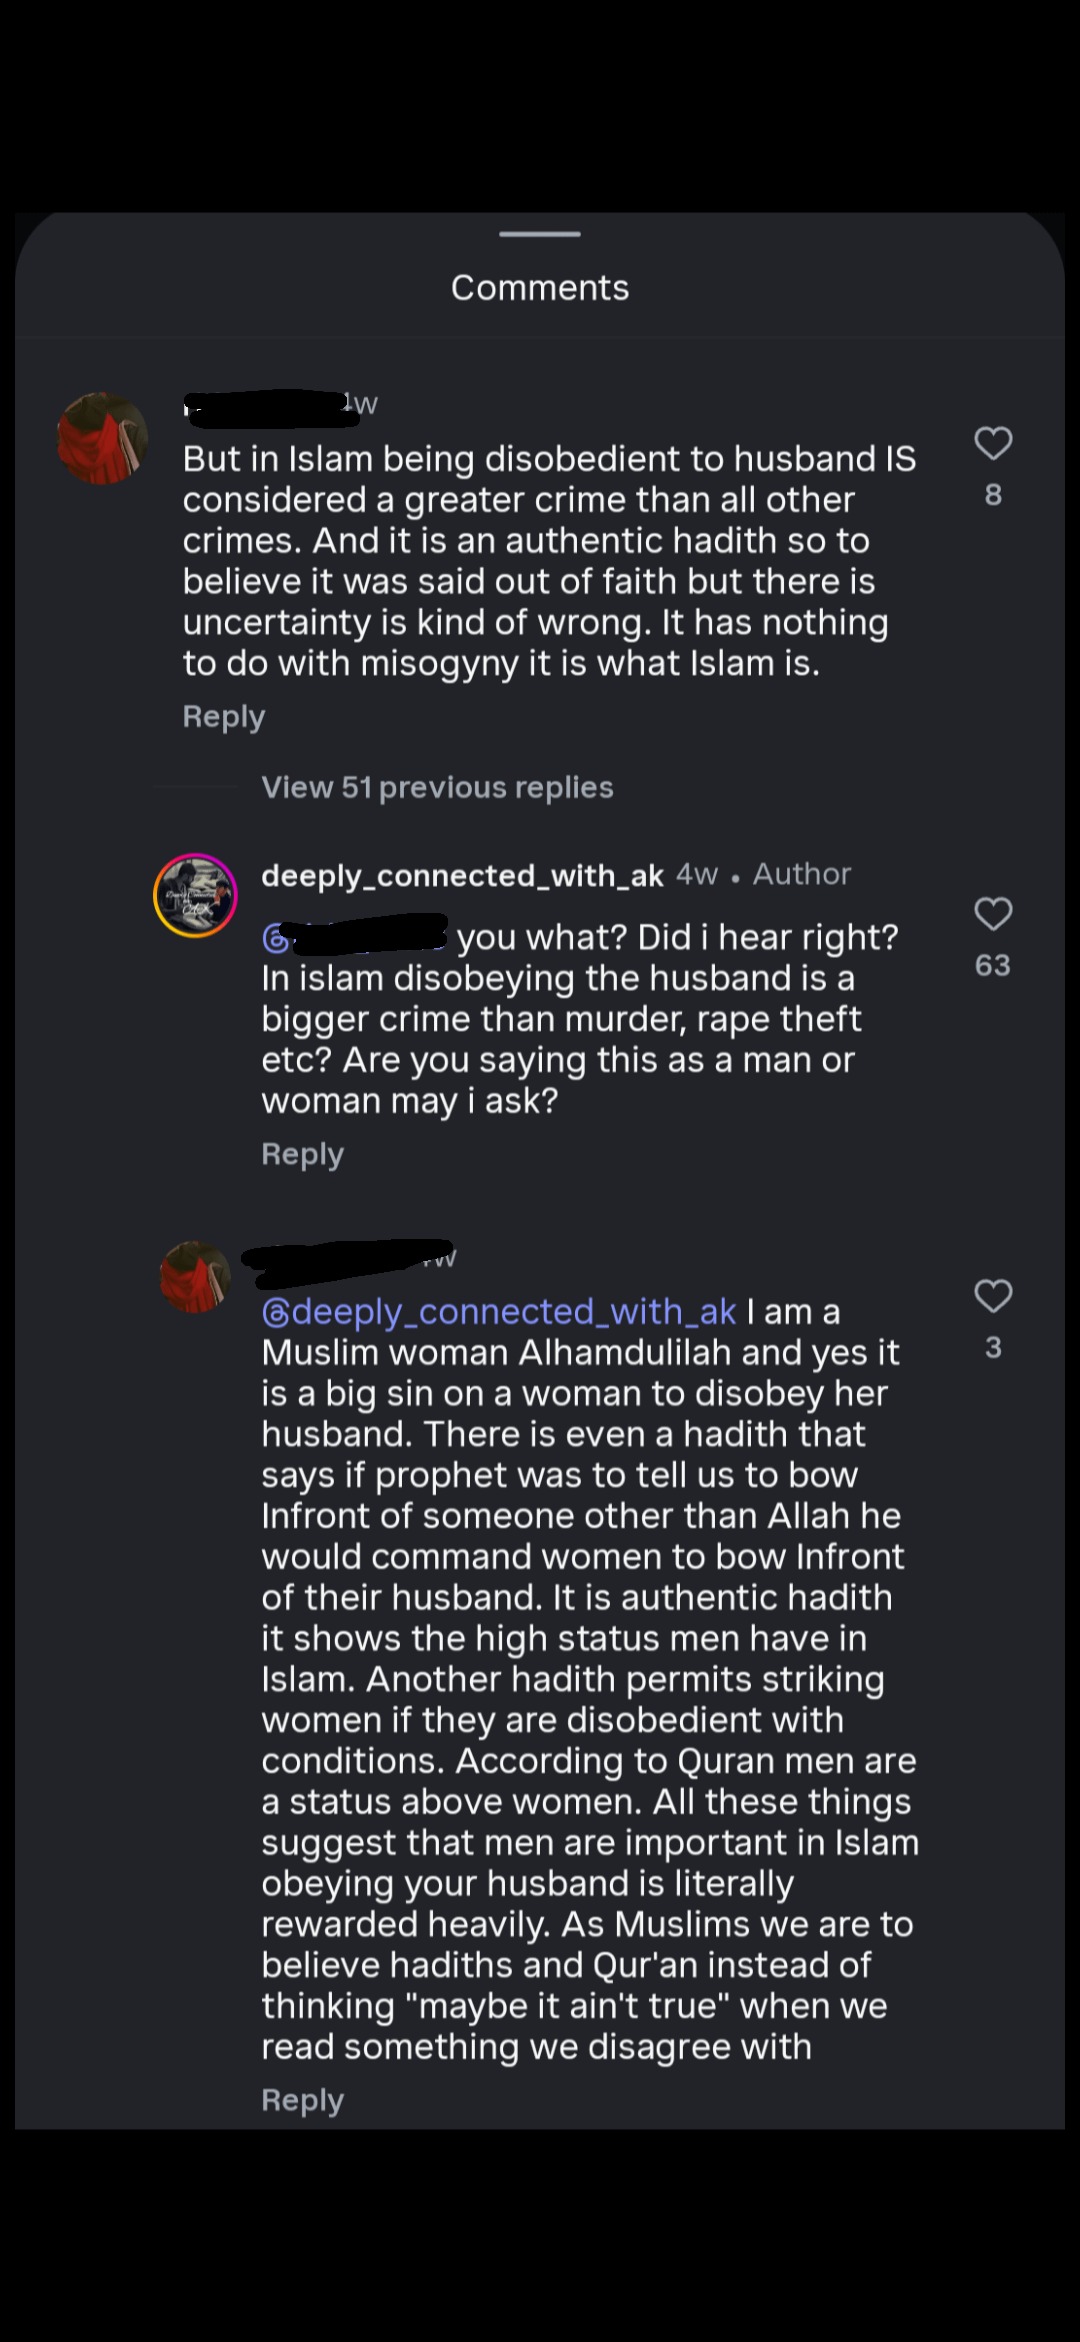 Comments
w
But in Islam being disobedient to husband IS
considered a greater crime than all other
crimes. And it is an authentic hadith so to
believe it was said out of faith but there is
uncertainty is kind of wrong. It has nothing
to do with misogyny it is what Islam is.
8
Reply
View 51 previous replies
deeply_connected_with_ak 4w • Author
@ you what? Did i hear right?
In islam disobeying the husband is a
bigger crime than murder, rape theft
etc? Are you saying this as a man or
woman may i ask?
63
Reply
w
@deeply_connected_with_ak I am a
Muslim woman Alhamdulilah and yes it
is a big sin on a woman to disobey her
husband. There is even a hadith that
says if prophet was to tell us to bow
Infront of someone other than Allah he
would command women to bow Infront
of their husband. It is authentic hadith
it shows the high status men have in
Islam. Another hadith permits striking
women if they are disobedient with
conditions. According to Quran men are
a status above women. All these things
suggest that men are important in Islam
obeying your husband is literally
rewarded heavily. As Muslims we are to
believe hadiths and Qur'an instead of
thinking "maybe it ain't true" when we
read something we disagree with
3
Reply